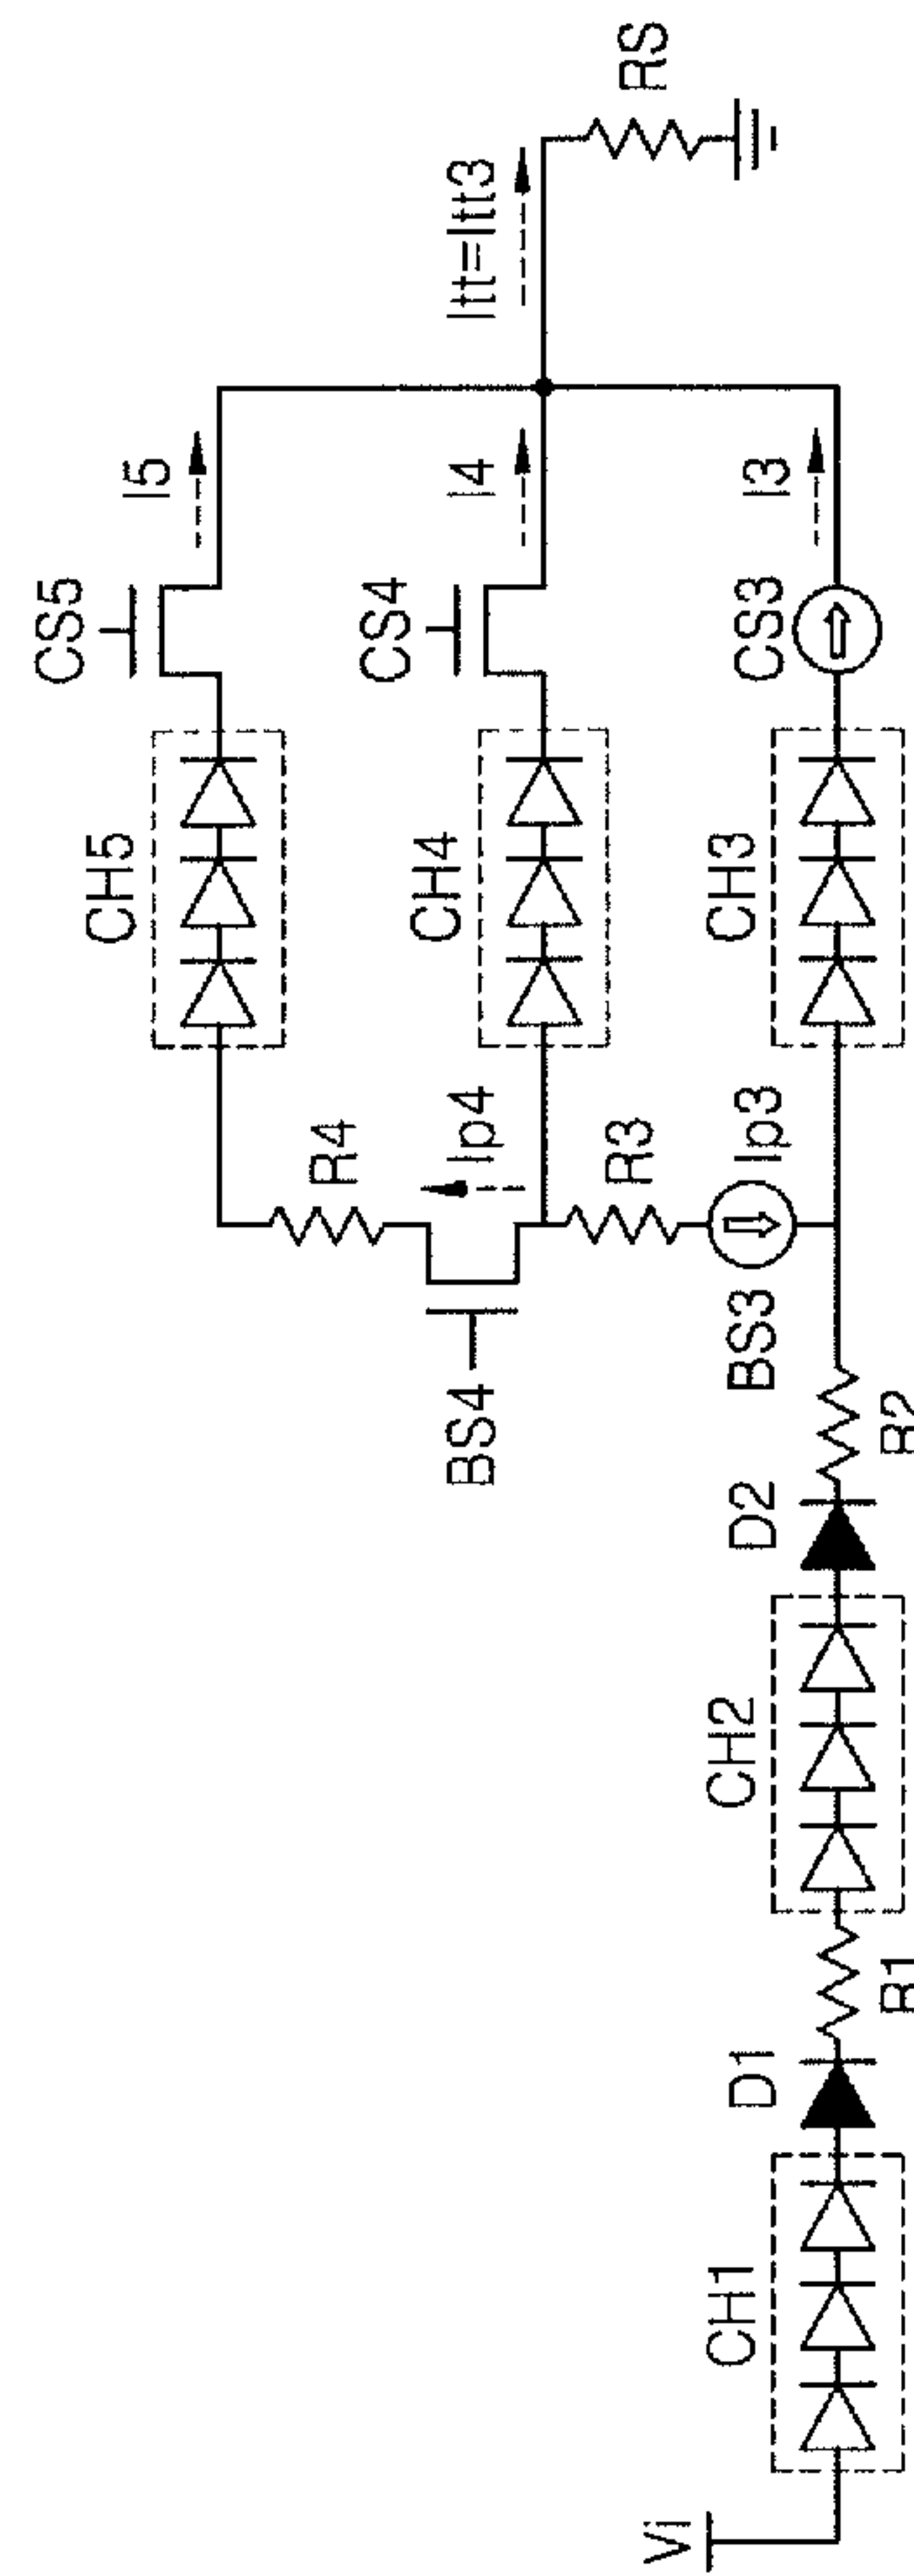 RS
Itt=Itt3
I5
I4
I3
CS5
CS4
CS3
CH5
CH4
CH3
R4
Ip4
R3
Ip3
BS4
BS3
D2
R2
CH2
R1
D1
CH1
Vi